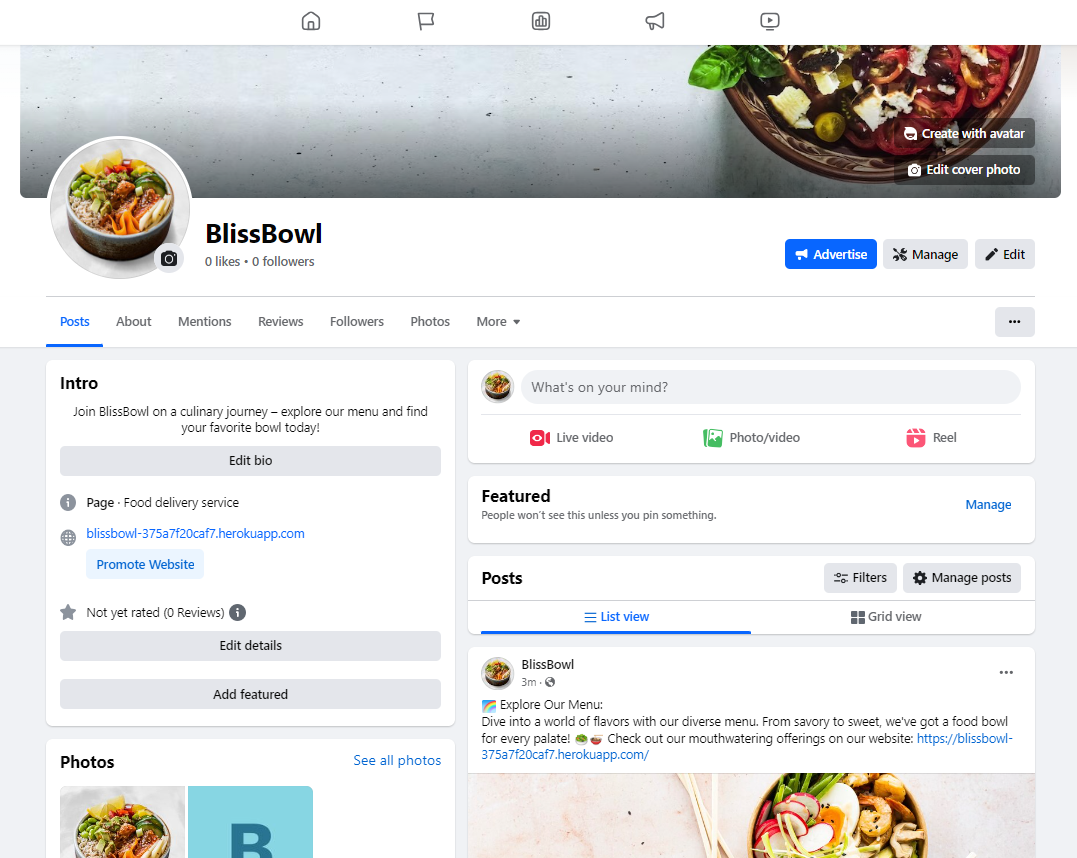 Create with avatar
Edit cover photo
BlissBowl
0 likes • 0 followers
Advertise
Manage
Edit
Posts
About
Mentions
Reviews
Followers
Photos
More
Intro
Join BlissBowl on a culinary journey – explore our menu and find
your favorite bowl today!
Edit bio
Page · Food delivery service
blissbowl-375a7f20caf7.herokuapp.com
Promote Website
Not yet rated (0 Reviews)
Edit details
Add featured
Photos
See all photos
B
What's on your mind?
Live video
Photo/video
Reel
Featured
People won't see this unless you pin something.
Manage
Posts
Filters
Manage posts
List view
Grid view
BlissBowl
3m ·
🌈 Explore Our Menu:
Dive into a world of flavors with our diverse menu. From savory to sweet, we've got a food bowl
for every palate! 🥗🍲 Check out our mouthwatering offerings on our website: https://blissbowl-
375a7f20caf7.herokuapp.com/